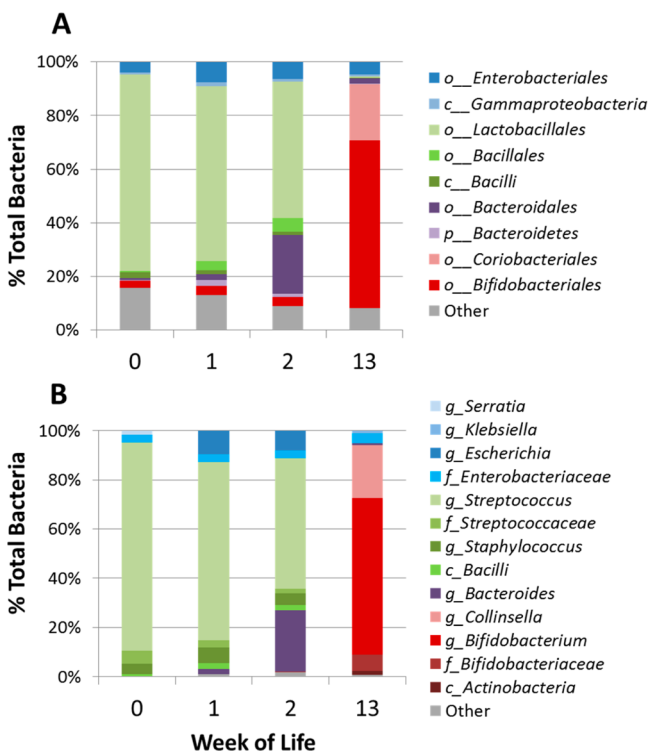 A
100%
80%
60%
40%
20%
0%
% Total Bacteria
0 1 2 13
o__Enterobacteriales
c__Gammaproteobacteria
o__Lactobacillales
o__Bacillales
c__Bacilli
o__Bacteroidales
p__Bacteroidetes
o__Coriobacteriales
o__Bifidobacteriales
Other
B
100%
80%
60%
40%
20%
0%
% Total Bacteria
0 1 2 13
Week of Life
g_Serratia
g_Klebsiella
g_Escherichia
f_Enterobacteriaceae
g_Streptococcus
f_Streptococcaceae
g_Staphylococcus
c_Bacilli
g_Bacteroides
g_Collinsella
g_Bifidobacterium
f_Bifidobacteriaceae
c_Actinobacteria
Other